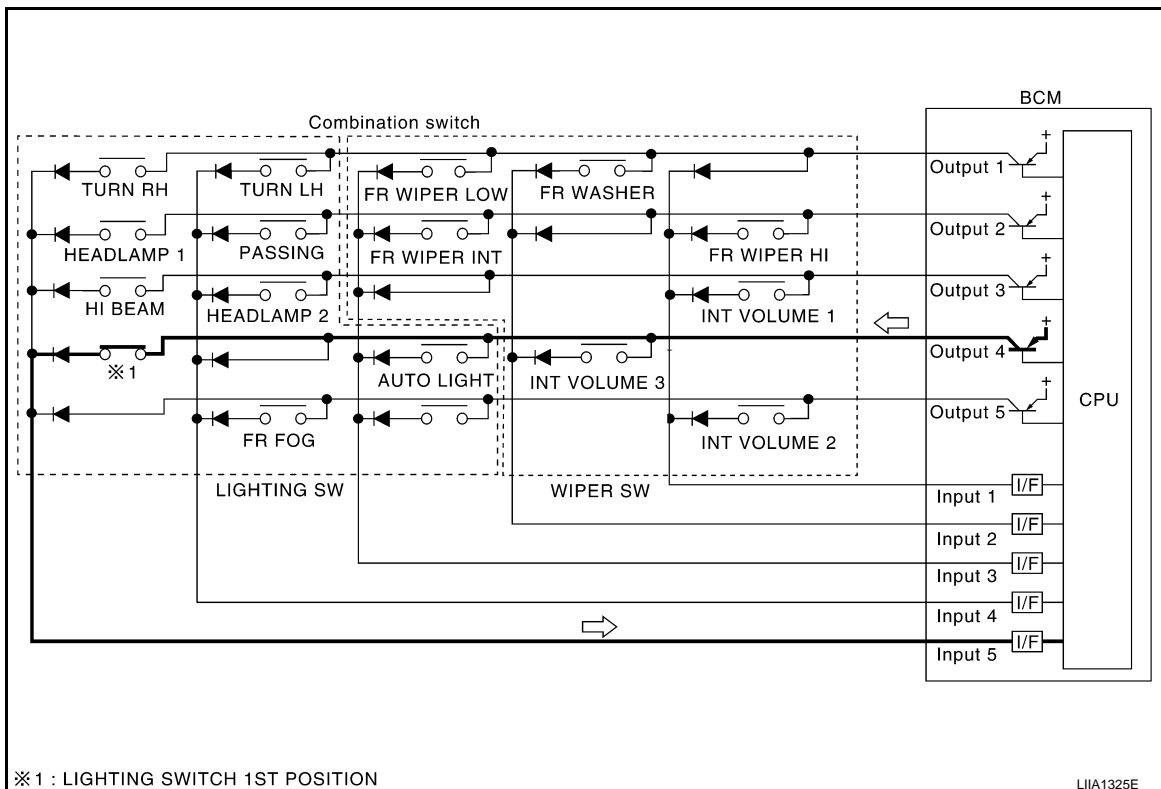 BCM
Combination switch
TURN RH
TURN LH
FR WIPER LOW
FR WASHER
Output 1
+
HEADLAMP 1
PASSING
FR WIPER INT
FR WIPER HI
Output 2
+
HI BEAM
HEADLAMP 2
INT VOLUME 1
Output 3
+
※1
AUTO LIGHT
INT VOLUME 3
Output 4
+
CPU
FR FOG
INT VOLUME 2
Output 5
+
LIGHTING SW
WIPER SW
Input 1
I/F
Input 2
I/F
Input 3
I/F
Input 4
I/F
Input 5
I/F
※1 : LIGHTING SWITCH 1ST POSITION
LIIA1325E